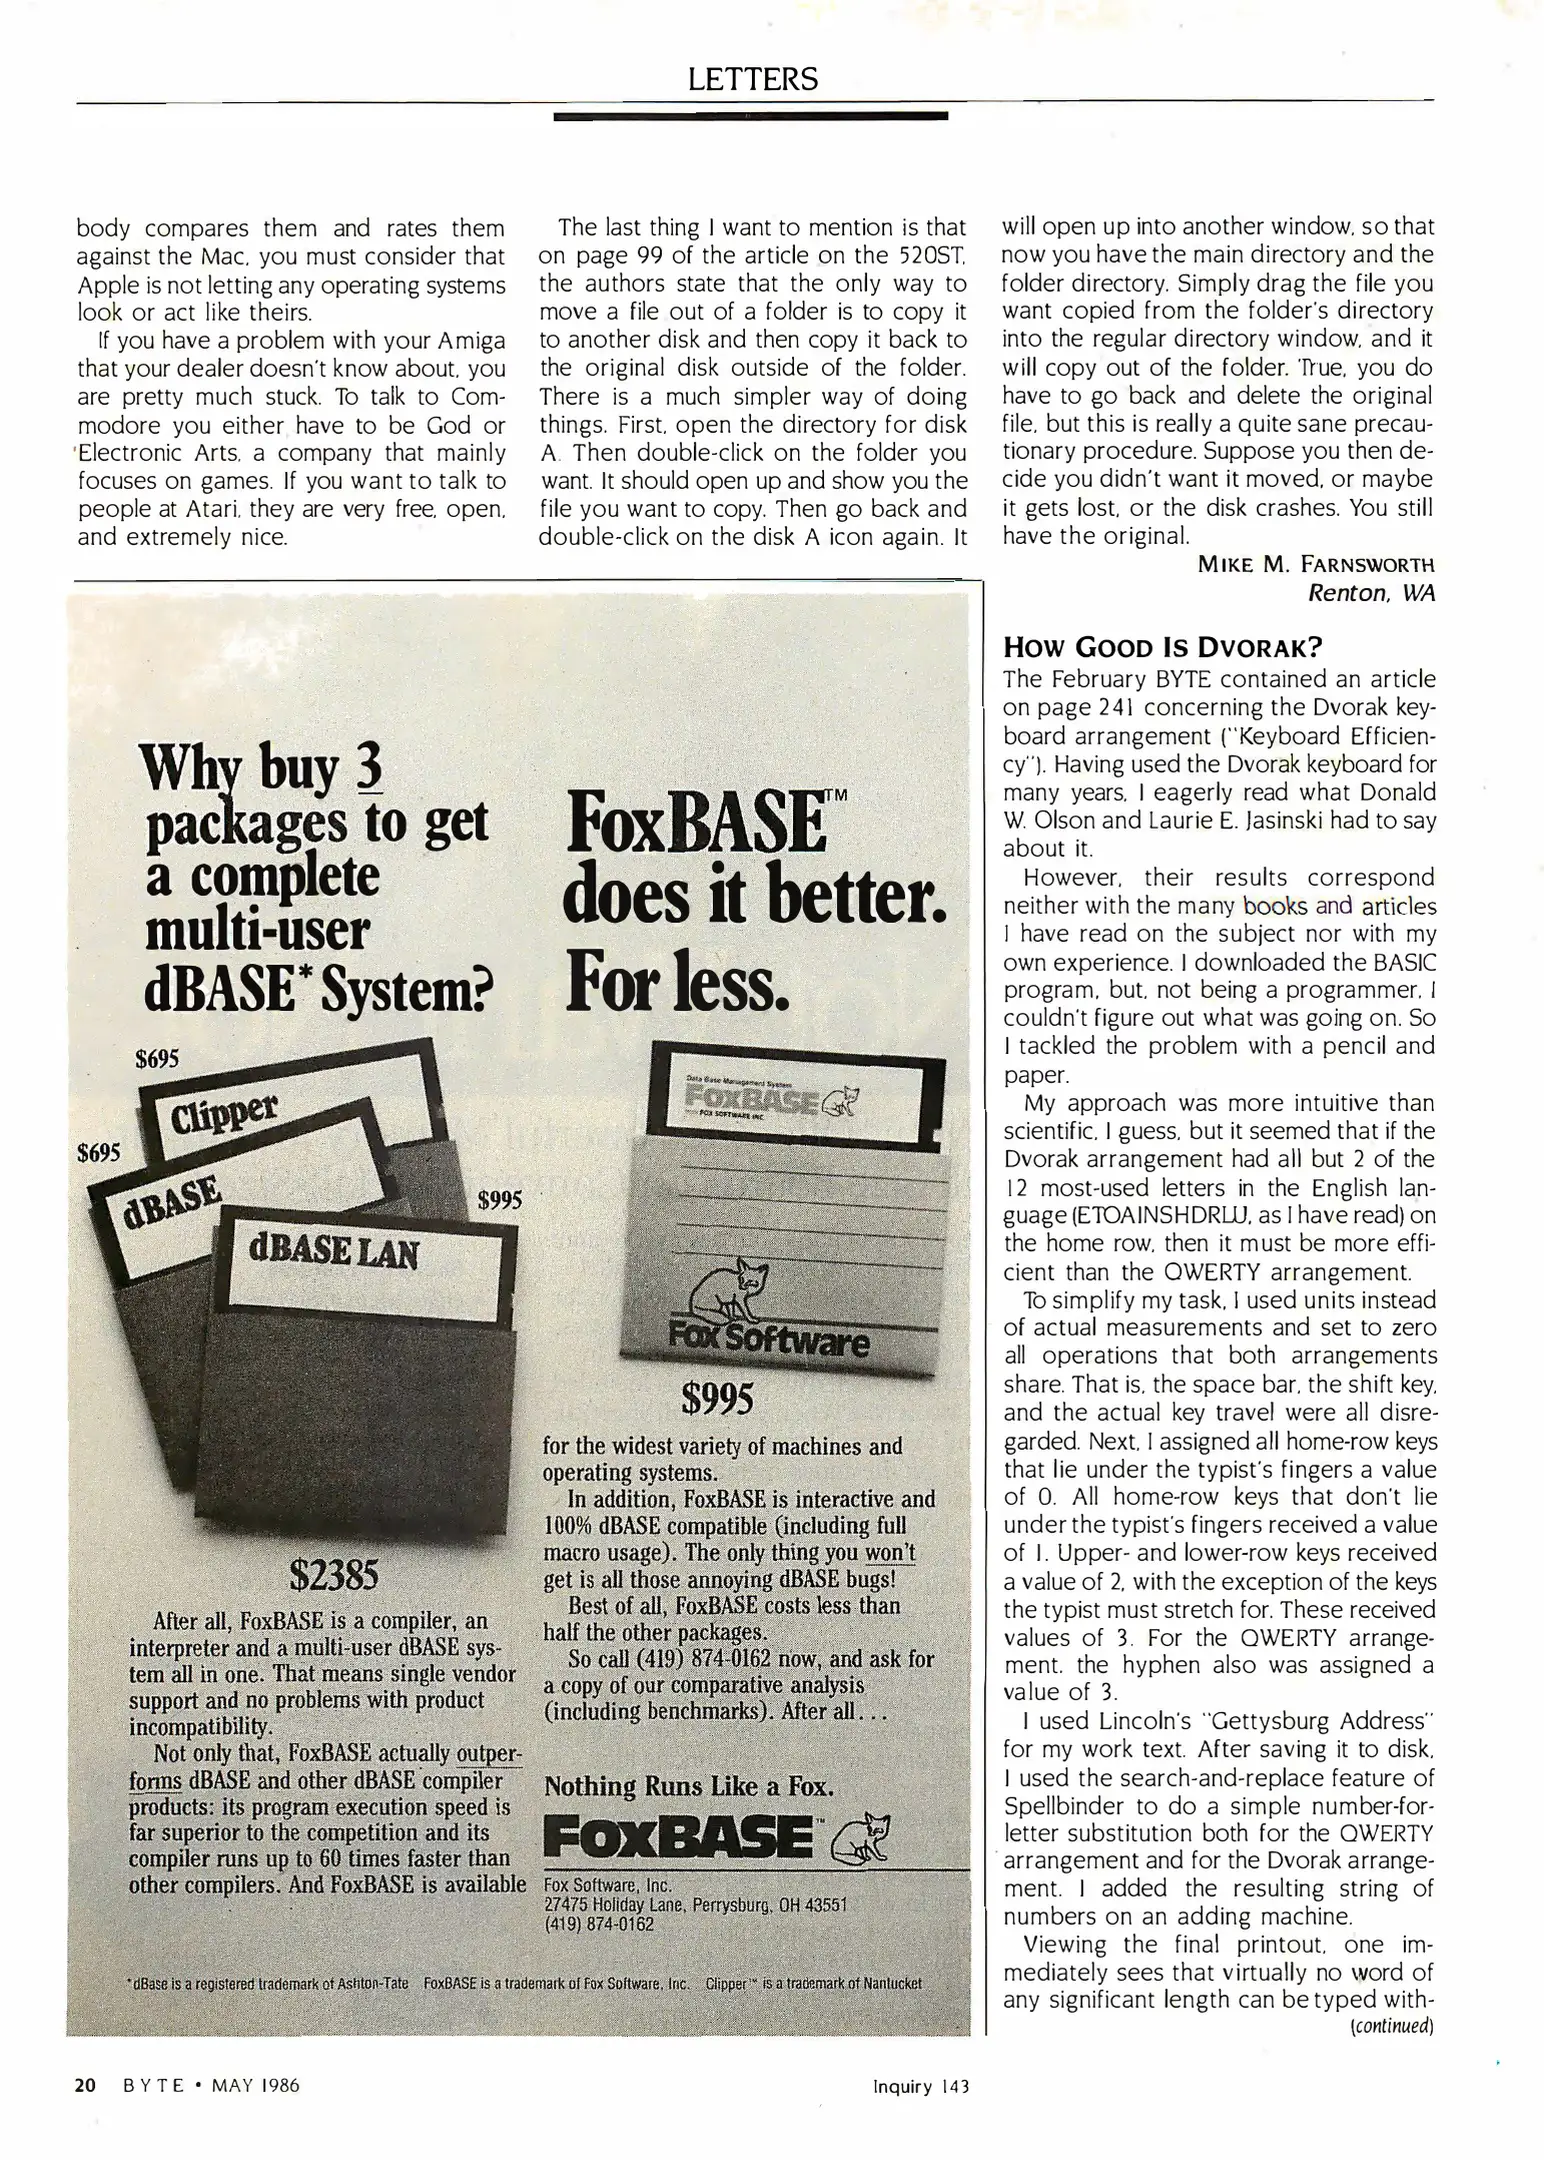 LETTERS
body compares them and rates them
against the Mac, you must consider that
Apple is not letting any operating systems
look or act like theirs.
If you have a problem with your Amiga
that your dealer doesn't know about, you
are pretty much stuck. To talk to Com-
modore you either have to be God or
Electronic Arts, a company that mainly
focuses on games. If you want to talk to
people at Atari, they are very free, open,
and extremely nice.
The last thing I want to mention is that
on page 99 of the article on the 520ST,
the authors state that the only way to
move a file out of a folder is to copy it
to another disk and then copy it back to
the original disk outside of the folder.
There is a much simpler way of doing
things. First, open the directory for disk
A. Then double-click on the folder you
want. It should open up and show you the
file you want to copy. Then go back and
double-click on the disk A icon again. It
will open up into another window, so that
now you have the main directory and the
folder directory. Simply drag the file you
want copied from the folder's directory
into the regular directory window, and it
will copy out of the folder. True, you do
have to go back and delete the original
file, but this is really a quite sane precau-
tionary procedure. Suppose you then de-
cide you didn't want it moved, or maybe
it gets lost, or the disk crashes. You still
have the original.
MIKE M. FARNSWORTH
Renton, WA
HOW GOOD IS DVORAK?
The February BYTE contained an article
on page 241 concerning the Dvorak key-
board arrangement ("Keyboard Efficien-
cy"). Having used the Dvorak keyboard for
many years, I eagerly read what Donald
W. Olson and Laurie E. Jasinski had to say
about it.
However, their results correspond
neither with the many books and articles
I have read on the subject nor with my
own experience. I downloaded the BASIC
program, but, not being a programmer, I
couldn't figure out what was going on. So
I tackled the problem with a pencil and
paper.
My approach was more intuitive than
scientific, I guess, but it seemed that if the
Dvorak arrangement had all but 2 of the
12 most-used letters in the English lan-
guage (ETOAINSHDRLU, as I have read) on
the home row, then it must be more effi-
cient than the QWERTY arrangement.
To simplify my task, I used units instead
of actual measurements and set to zero
all operations that both arrangements
share. That is, the space bar, the shift key,
and the actual key travel were all disre-
garded. Next, I assigned all home-row keys
that lie under the typist's fingers a value
of 0. All home-row keys that don't lie
under the typist's fingers received a value
of 1. Upper- and lower-row keys received
a value of 2, with the exception of the keys
the typist must stretch for. These received
values of 3. For the QWERTY arrange-
ment. the hyphen also was assigned a
value of 3.
I used Lincoln's "Gettysburg Address"
for my work text. After saving it to disk,
I used the search-and-replace feature of
Spellbinder to do a simple number-for-
letter substitution both for the QWERTY
arrangement and for the Dvorak arrange-
ment. I added the resulting string of
numbers on an adding machine.
Viewing the final printout, one im-
mediately sees that virtually no word of
any significant length can be typed with-
(continued)
Why buy 3
packages to get
a complete
multi-user
dBASE* System?
$695
Clipper
$695
dBASE
$995
dBASE LAN
$2385
After all, FoxBASE is a compiler, an
interpreter and a multi-user dBASE sys-
tem all in one. That means single vendor
support and no problems with product
incompatibility.
Not only that, FoxBASE actually outper-
forms dBASE and other dBASE compiler
products: its program execution speed is
far superior to the competition and its
compiler runs up to 60 times faster than
other compilers. And FoxBASE is available
FoxBASE™
does it better.
For less.
Data Base Management System
FOXBASE
FOX SOFTWARE INC.
Fox Software
$995
for the widest variety of machines and
operating systems.
In addition, FoxBASE is interactive and
100% dBASE compatible (including full
macro usage). The only thing you won't
get is all those annoying dBASE bugs!
Best of all, FoxBASE costs less than
half the other packages.
So call (419) 874-0162 now, and ask for
a copy of our comparative analysis
(including benchmarks). After all...
Nothing Runs Like a Fox.
FOXBASE™
Fox Software, Inc.
27475 Holiday Lane, Perrysburg, OH 43551
(419) 874-0162
*dBase is a registered trademark of Ashton-Tate FoxBASE is a trademark of Fox Software, Inc. Clipper™ is a trademark of Nantucket
20 BYTE • MAY 1986
Inquiry 143